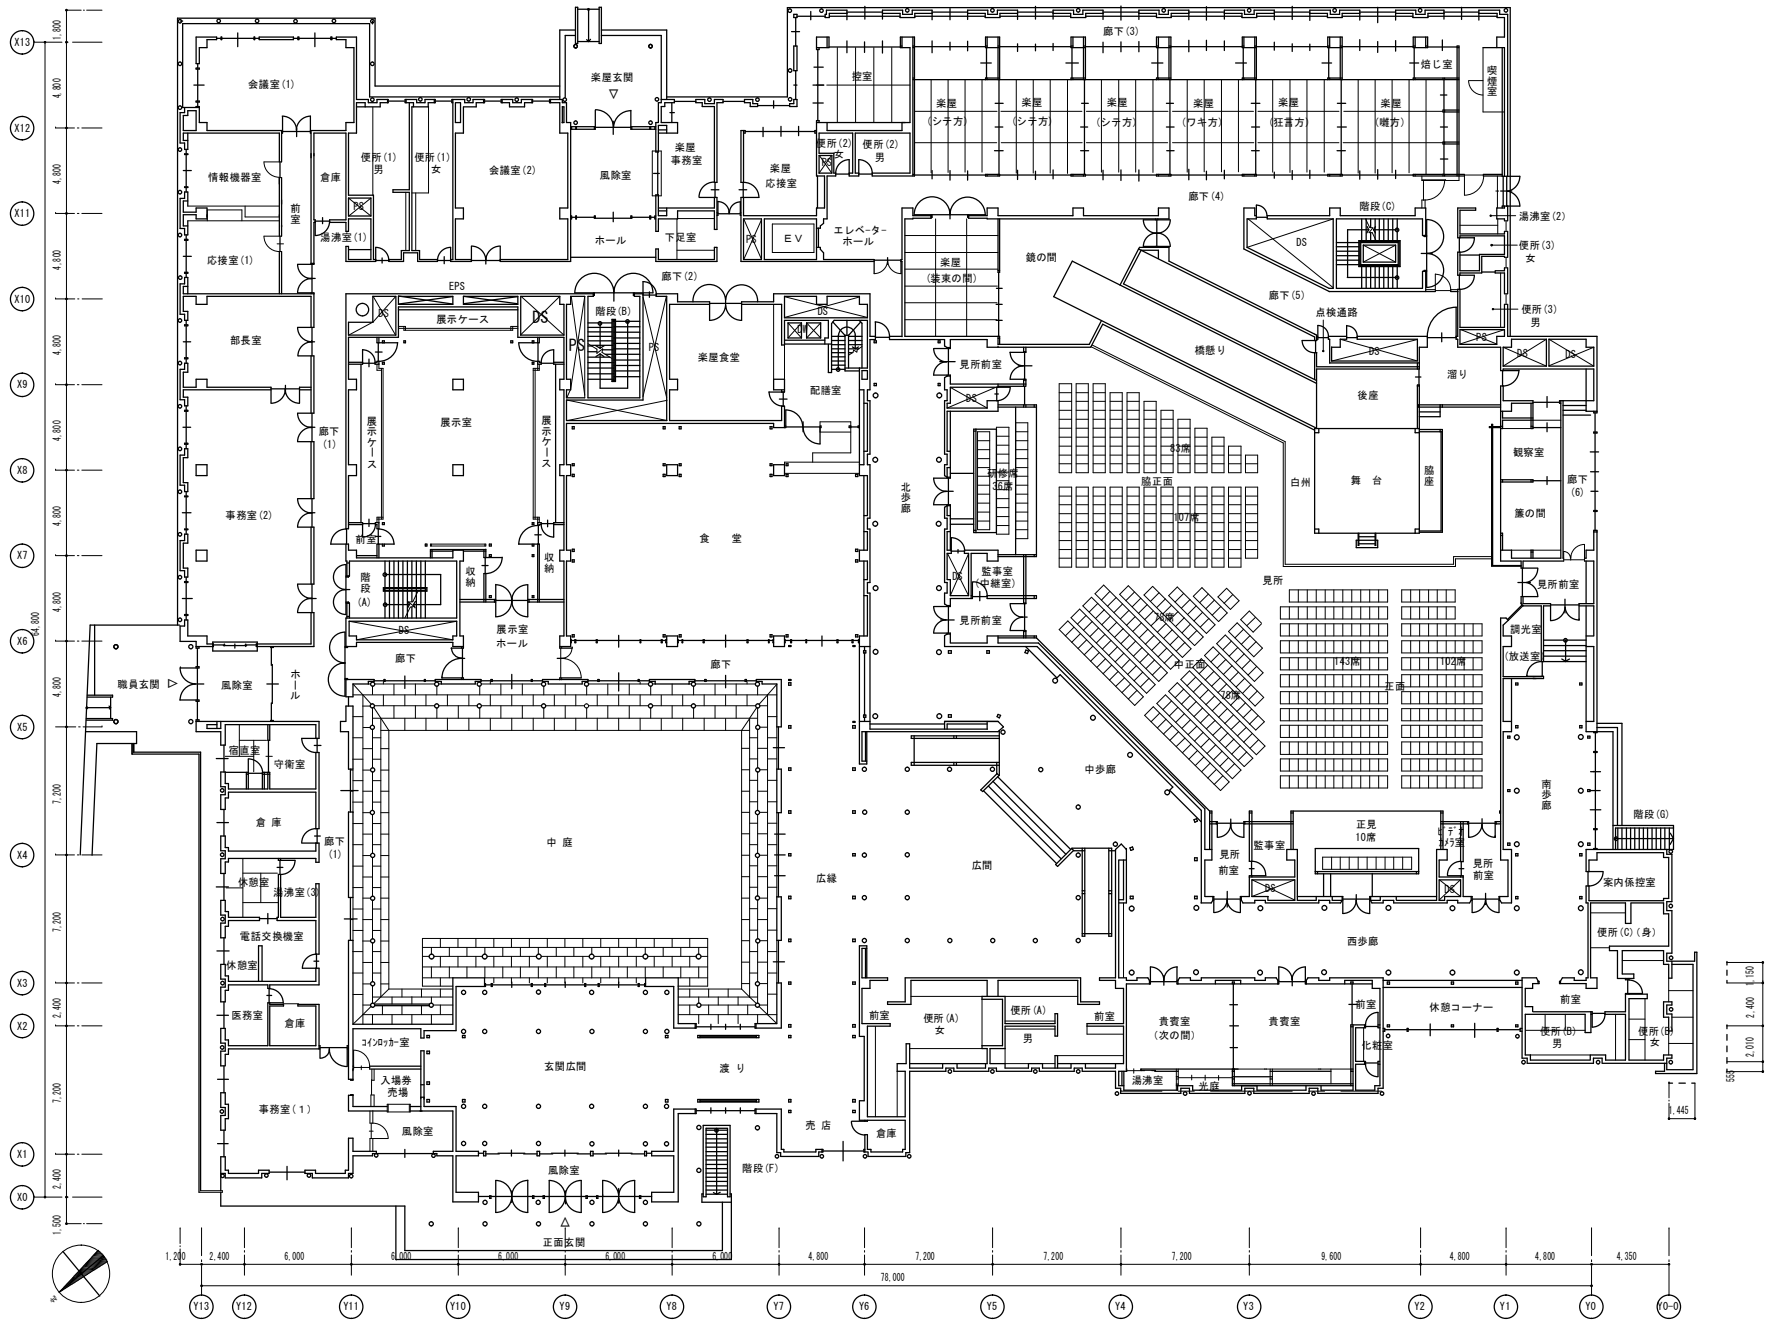 廊下(3)
X13
1,800
会議室(1)
楽屋玄関
控室
焙じ室
喫煙室
4,800
楽屋
(シテ方)
楽屋
(シテ方)
楽屋
(シテ方)
楽屋
(ワキ方)
楽屋
(狂言方)
楽屋
(囃方)
X12
情報機器室
前室
倉庫
便所(1)
男
便所(1)
女
会議室(2)
風除室
楽屋
事務室
楽屋
応接室
便所(2)
女
便所(2)
男
PS
4,800
廊下(4)
X11
PS
湯沸室(1)
応接室(1)
ホール
下足室
PS
EV
エレベーター
ホール
階段(C)
湯沸室(2)
便所(3)
女
DS
4,800
楽屋
(装束の間)
鏡の間
廊下(2)
廊下(5)
X10
EPS
便所(3)
男
DS
展示ケース
DS
階段(B)
DS
点検通路
部長室
PS
PS
楽屋食堂
DW
配膳室
橋懸り
DS
PS
DS
DS
4,800
X9
見所前室
溜り
後座
DS
展示室
展示ケース
展示ケース
廊下
(1)
4,800
X8
83席
脇正面
研修席
36席
107席
北歩廊
白州
舞 台
脇座
観察室
廊下
(6)
簾の間
事務室(2)
食 堂
4,800
X7
前室
収納
収納
階段
(A)
DS
監事室
(中継室)
見所
見所前室
4,800
64,800
DS
展示室
ホール
見所前室
78席
調光室
(放送室)
X6
廊下
廊下
中正面
143席
102席
正面
78席
職員玄関
風除室
ホール
4,800
X5
宿直室
守衛室
中歩廊
南歩廊
7,200
倉庫
廊下
(1)
中庭
階段(G)
正見
10席
監事室
ビデオ
カメラ室
X4
見所
前室
見所
前室
広縁
広間
休憩室
湯沸室(3)
DS
DS
案内係控室
7,200
電話交換機室
休憩室
西歩廊
便所(C)(身)
X3
1,150
2,400
医務室
倉庫
前室
便所(A)
女
便所(A)
男
前室
貴賓室
(次の間)
貴賓室
前室
休憩コーナー
前室
2,400
X2
コインロッカー室
化粧室
便所(B)
男
便所(B)
女
2,010
玄関広間
渡り
入場券
売場
湯沸室
光庭
555
7,200
事務室(1)
風除室
売店
倉庫
1,445
X1
2,400
風除室
階段(F)
X0
1,500
正面玄関
1,200
2,400
6,000
6,000
6,000
6,000
6,000
4,800
7,200
7,200
7,200
9,600
4,800
4,800
4,350
78,000
Y13
Y12
Y11
Y10
Y9
Y8
Y7
Y6
Y5
Y4
Y3
Y2
Y1
Y0
Y0-0